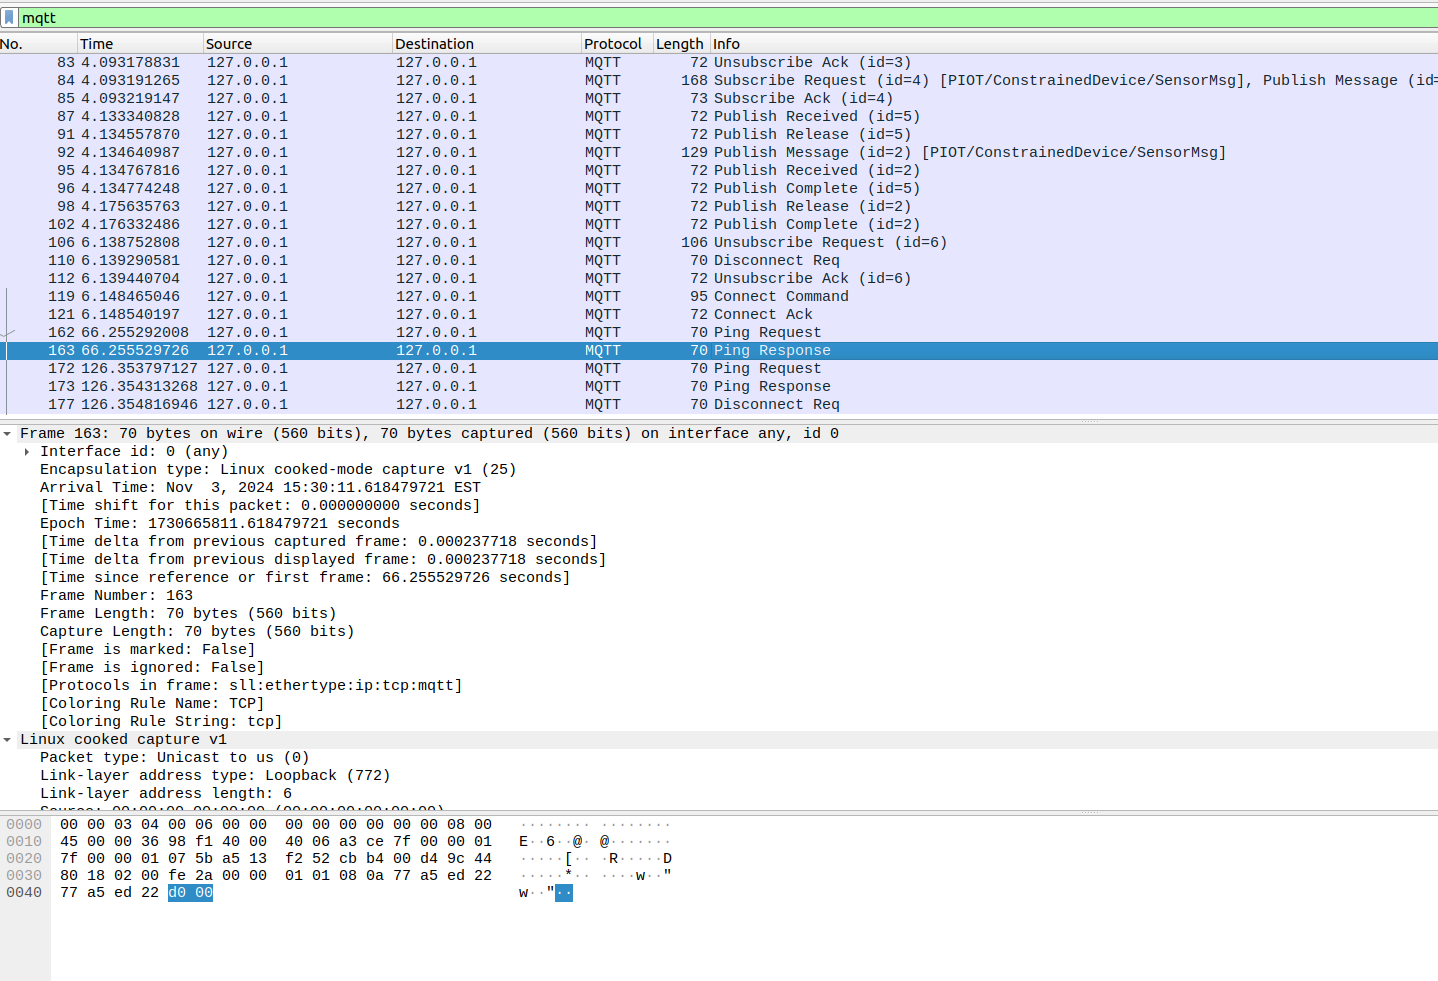 mqtt
No. Time Source Destination Protocol Length Info
83 4.093178831 127.0.0.1 127.0.0.1 MQTT 72 Unsubscribe Ack (id=3)
84 4.093191265 127.0.0.1 127.0.0.1 MQTT 168 Subscribe Request (id=4) [PIOT/ConstrainedDevice/SensorMsg], Publish Message (id=
85 4.093219147 127.0.0.1 127.0.0.1 MQTT 73 Subscribe Ack (id=4)
87 4.133340828 127.0.0.1 127.0.0.1 MQTT 72 Publish Received (id=5)
91 4.134557870 127.0.0.1 127.0.0.1 MQTT 72 Publish Release (id=5)
92 4.134640987 127.0.0.1 127.0.0.1 MQTT 129 Publish Message (id=2) [PIOT/ConstrainedDevice/SensorMsg]
95 4.134767816 127.0.0.1 127.0.0.1 MQTT 72 Publish Received (id=2)
96 4.134774248 127.0.0.1 127.0.0.1 MQTT 72 Publish Complete (id=5)
98 4.175635763 127.0.0.1 127.0.0.1 MQTT 72 Publish Release (id=2)
102 4.176332486 127.0.0.1 127.0.0.1 MQTT 72 Publish Complete (id=2)
106 6.138752808 127.0.0.1 127.0.0.1 MQTT 106 Unsubscribe Request (id=6)
110 6.139290581 127.0.0.1 127.0.0.1 MQTT 70 Disconnect Req
112 6.139440704 127.0.0.1 127.0.0.1 MQTT 72 Unsubscribe Ack (id=6)
119 6.148465046 127.0.0.1 127.0.0.1 MQTT 95 Connect Command
121 6.148540197 127.0.0.1 127.0.0.1 MQTT 72 Connect Ack
162 66.255292008 127.0.0.1 127.0.0.1 MQTT 70 Ping Request
163 66.255529726 127.0.0.1 127.0.0.1 MQTT 70 Ping Response
172 126.353797127 127.0.0.1 127.0.0.1 MQTT 70 Ping Request
173 126.354313268 127.0.0.1 127.0.0.1 MQTT 70 Ping Response
177 126.354816946 127.0.0.1 127.0.0.1 MQTT 70 Disconnect Req
Frame 163: 70 bytes on wire (560 bits), 70 bytes captured (560 bits) on interface any, id 0
Interface id: 0 (any)
Encapsulation type: Linux cooked-mode capture v1 (25)
Arrival Time: Nov  3, 2024 15:30:11.618479721 EST
[Time shift for this packet: 0.000000000 seconds]
Epoch Time: 1730665811.618479721 seconds
[Time delta from previous captured frame: 0.000237718 seconds]
[Time delta from previous displayed frame: 0.000237718 seconds]
[Time since reference or first frame: 66.255529726 seconds]
Frame Number: 163
Frame Length: 70 bytes (560 bits)
Capture Length: 70 bytes (560 bits)
[Frame is marked: False]
[Frame is ignored: False]
[Protocols in frame: sll:ethertype:ip:tcp:mqtt]
[Coloring Rule Name: TCP]
[Coloring Rule String: tcp]
Linux cooked capture v1
Packet type: Unicast to us (0)
Link-layer address type: Loopback (772)
Link-layer address length: 6
Source: 00:00:00_00:00:00 (00:00:00:00:00:00)
0000 00 00 03 04 00 06 00 00 00 00 00 00 00 00 08 00 ········ ········
0010 45 00 00 36 98 f1 40 00 40 06 a3 ce 7f 00 00 01 E··6··@· @·······
0020 7f 00 00 01 07 5b a5 13 f2 52 cb b4 00 d4 9c 44 ·····[·· ·R·····D
0030 80 18 02 00 fe 2a 00 00 01 01 08 0a 77 a5 ed 22 ·····*·· ····w··"
0040 77 a5 ed 22 d0 00 w··"··